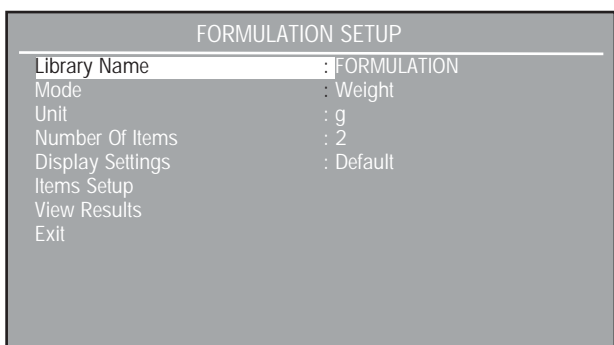 FORMULATION SETUP
Library Name : FORMULATION
Mode : Weight
Unit : g
Number Of Items : 2
Display Settings : Default
Items Setup
View Results
Exit